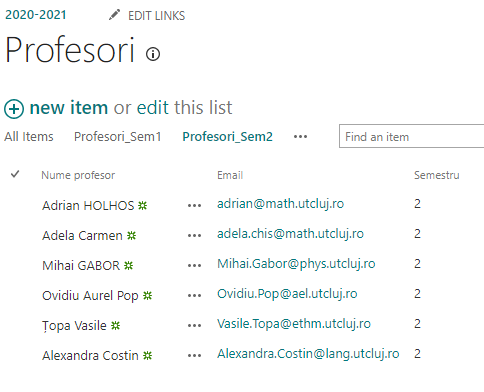 2020-2021 EDIT LINKS
Profesori
new item or edit this list
All Items Profesori_Sem1 Profesori_Sem2 ••• Find an item
Nume profesor Email Semestru
Adrian HOLHOS ••• adrian@math.utcluj.ro 2
Adela Carmen ••• adela.chis@math.utcluj.ro 2
Mihai GABOR ••• Mihai.Gabor@phys.utcluj.ro 2
Ovidiu Aurel Pop ••• Ovidiu.Pop@ael.utcluj.ro 2
Țopa Vasile ••• Vasile.Topa@ethm.utcluj.ro 2
Alexandra Costin ••• Alexandra.Costin@lang.utcluj.ro 2